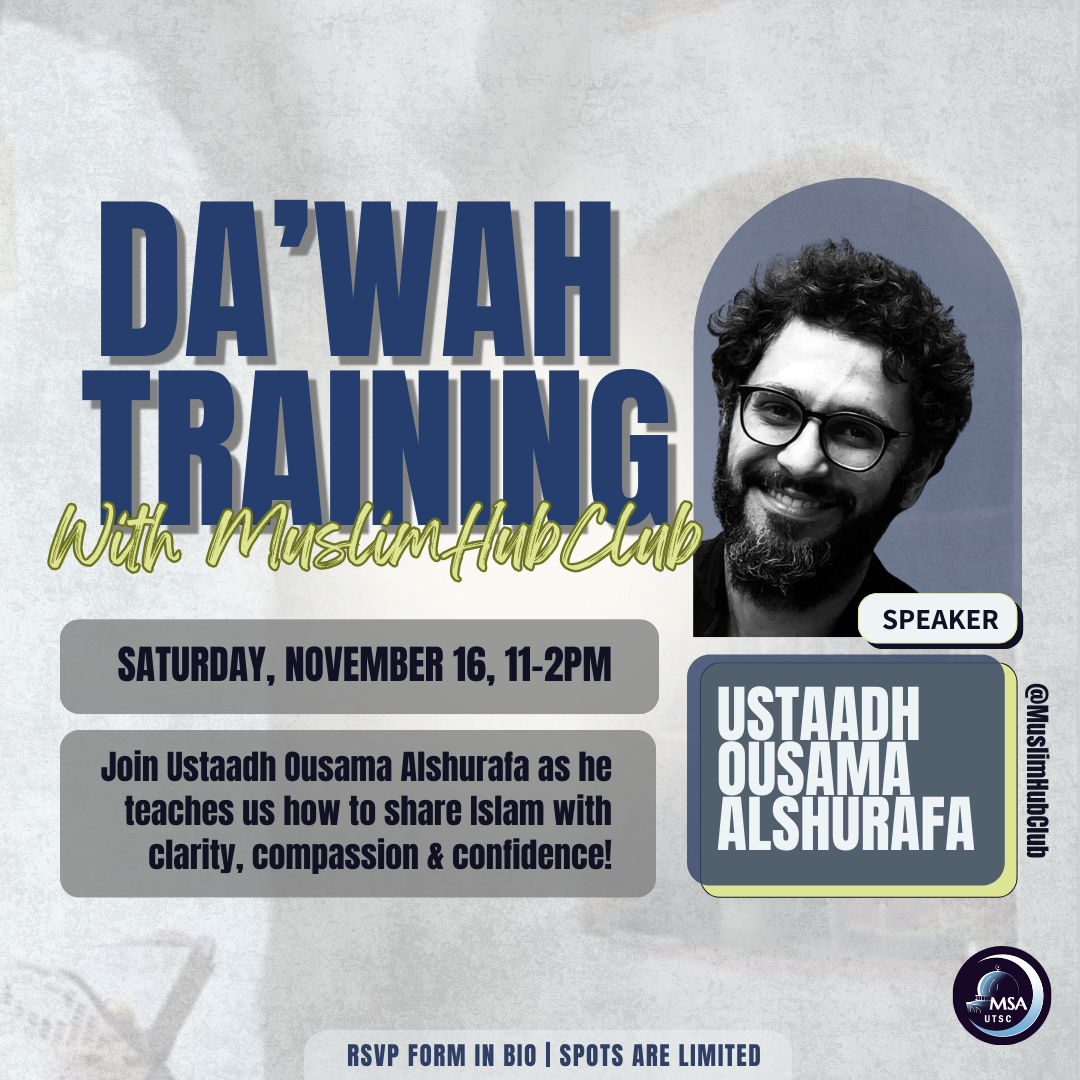 DA’WAH
TRAINING
With MuslimHubClub
SATURDAY, NOVEMBER 16, 11-2PM
Join Ustaadh Ousama Alshurafa as he
teaches us how to share Islam with
clarity, compassion & confidence!
SPEAKER
USTAADH
OUSAMA
ALSHURAFA
@MuslimHubClub
MSA
UTSC
RSVP FORM IN BIO | SPOTS ARE LIMITED